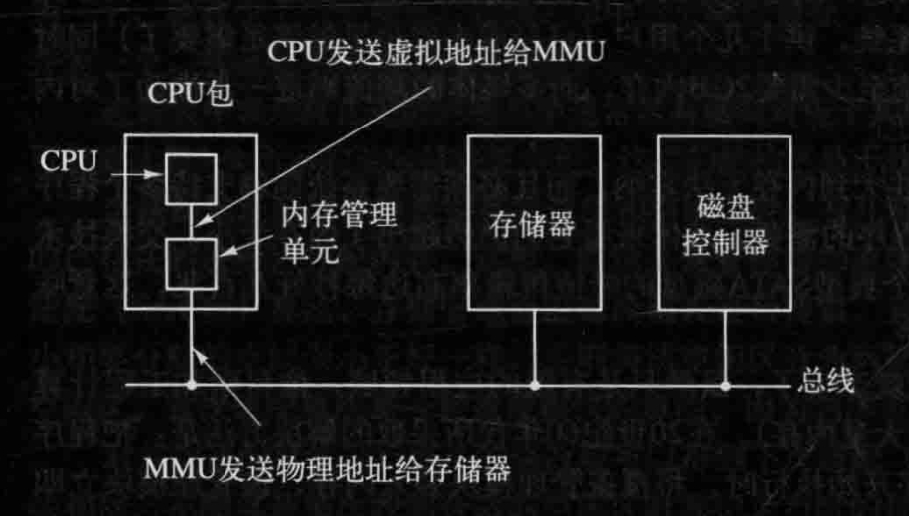 CPU发送虚拟地址给MMU
CPU包
CPU
内存管理
单元
存储器
磁盘
控制器
总线
MMU发送物理地址给存储器